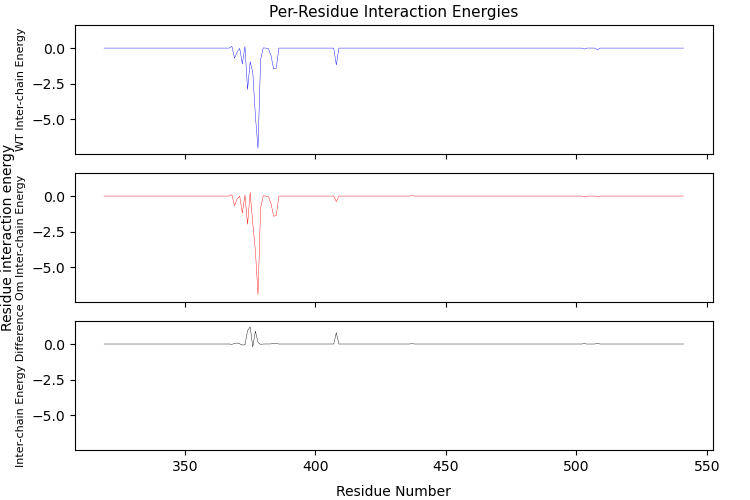 Per-Residue Interaction Energies
Residue interaction energy
WT Inter-chain Energy
0.0
−2.5
−5.0
Om Inter-chain Energy
0.0
−2.5
−5.0
Inter-chain Energy Difference
0.0
−2.5
−5.0
350
400
450
500
550
Residue Number